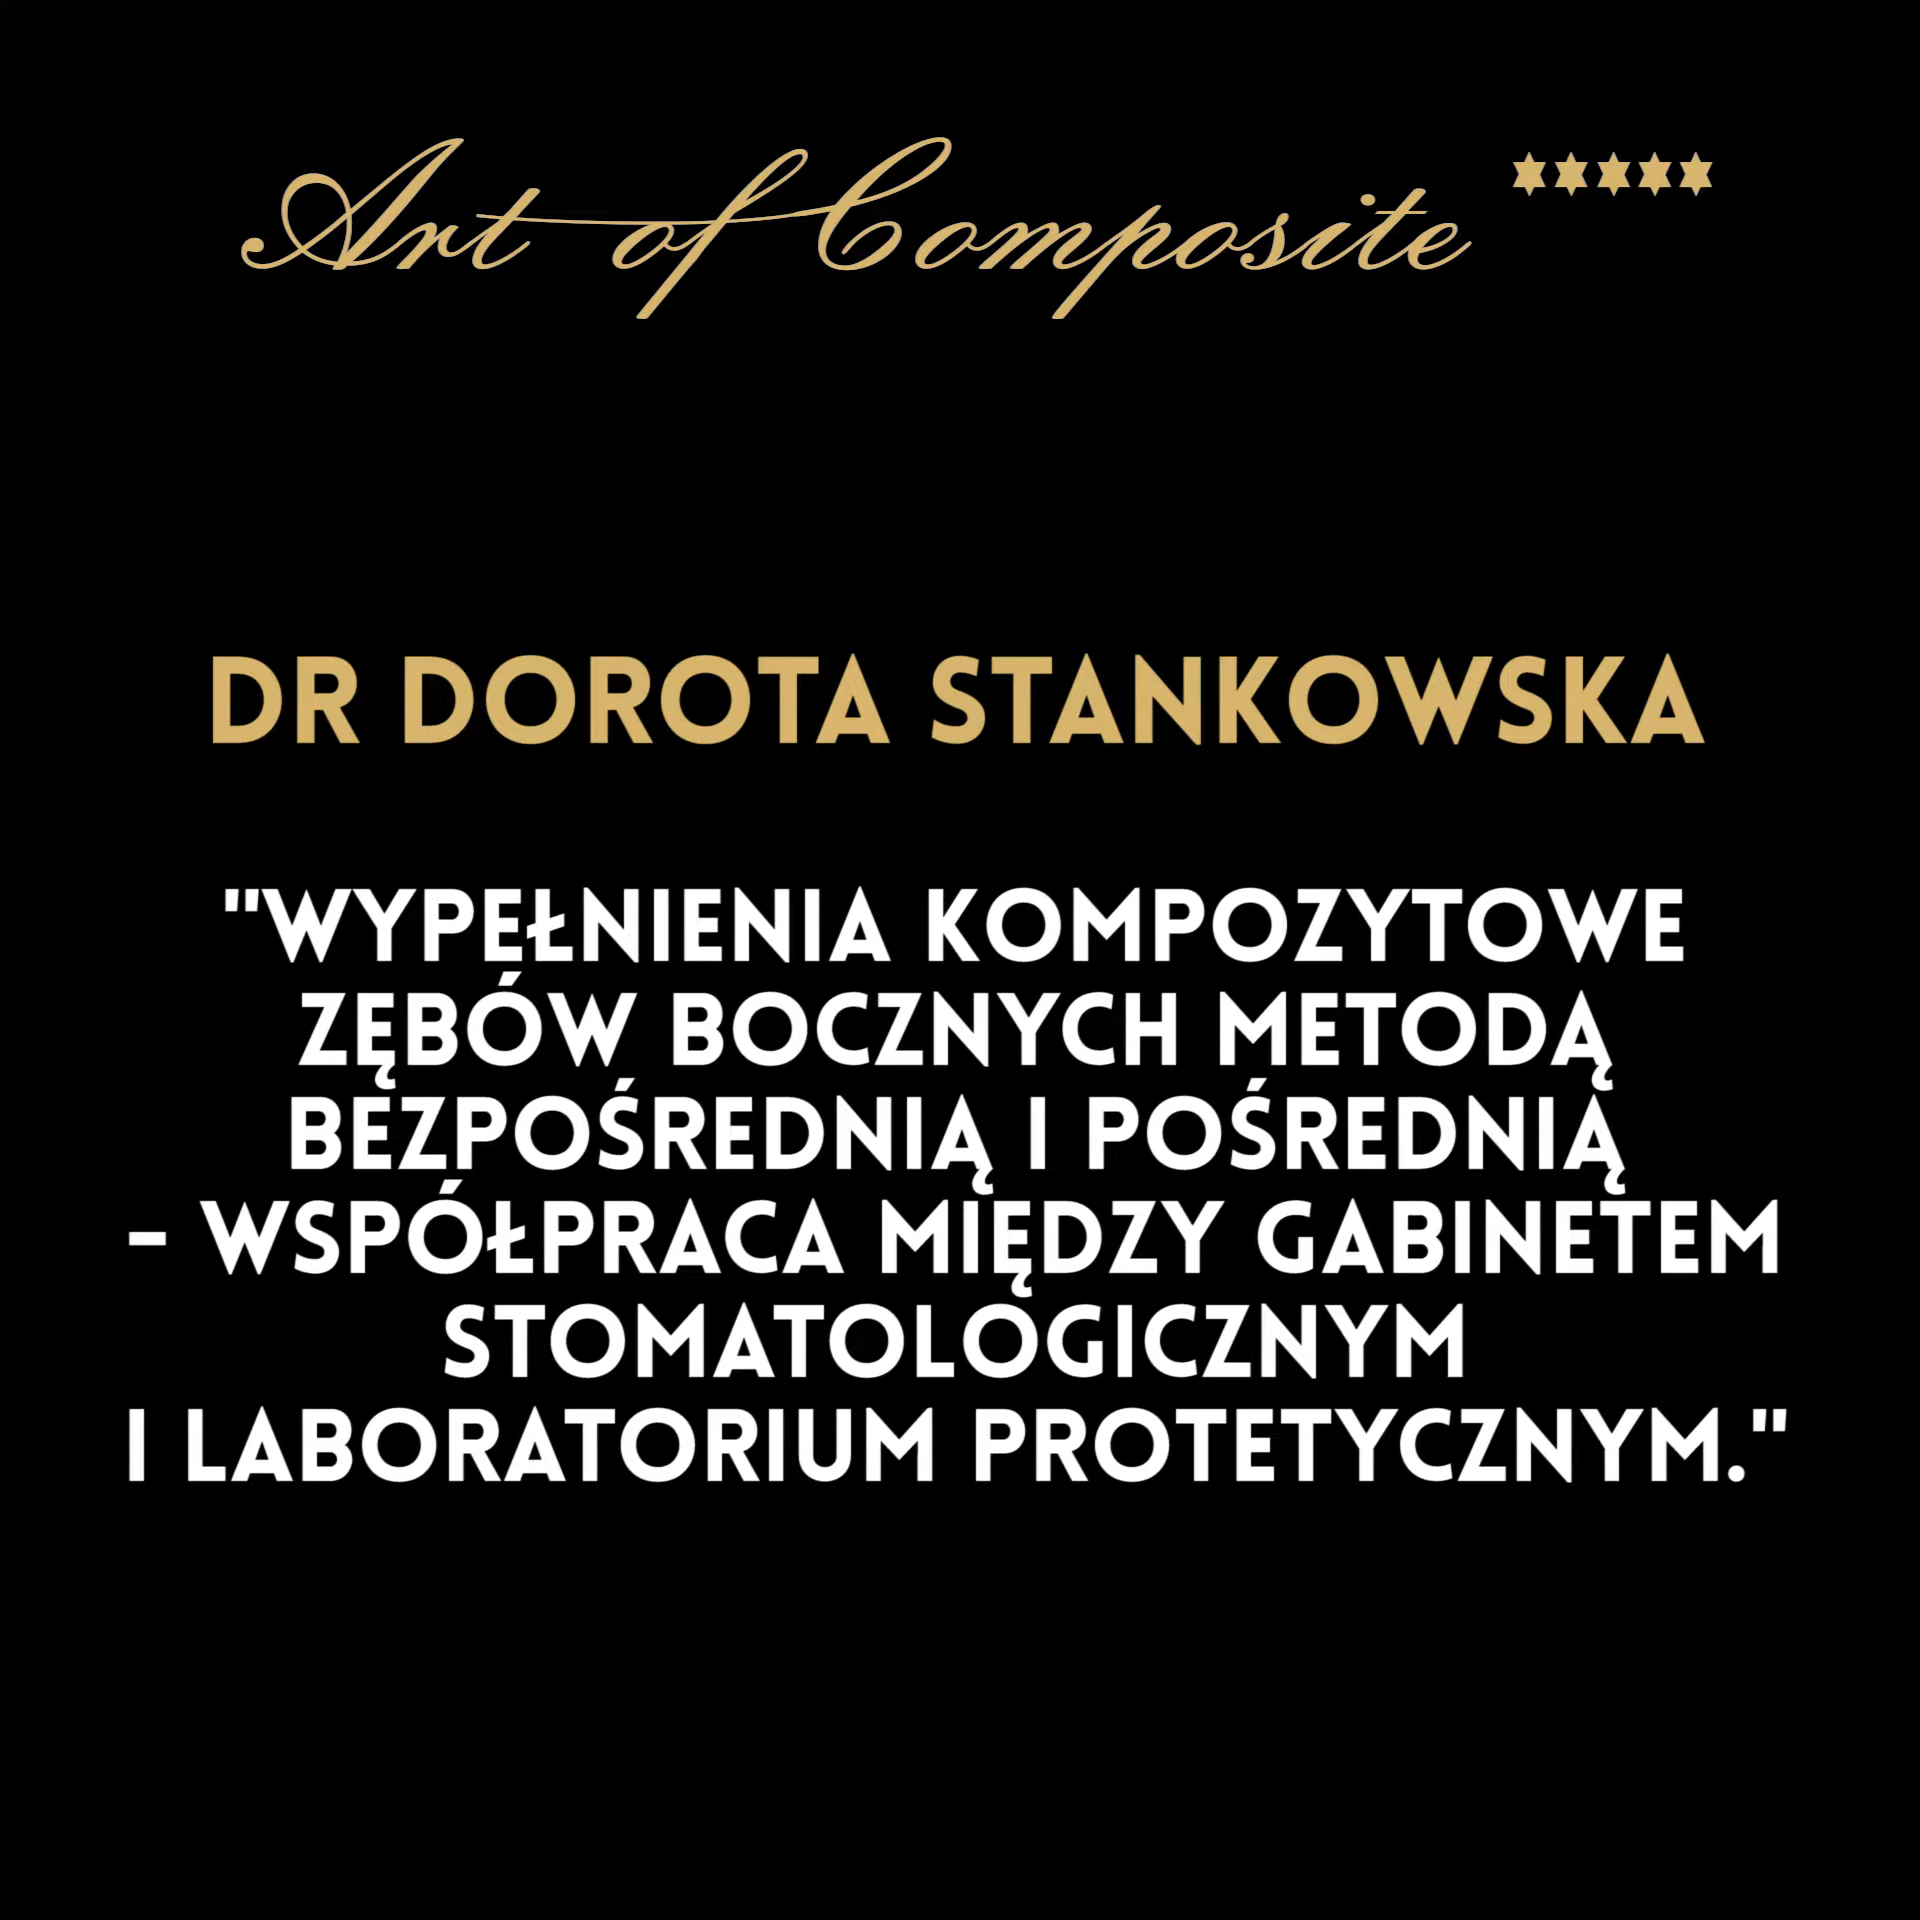 Art of Composite ✶✶✶✶✶
DR DOROTA STANKOWSKA
"WYPEŁNIENIA KOMPOZYTOWE
ZĘBÓW BOCZNYCH METODĄ
BEZPOŚREDNIĄ I POŚREDNIĄ
- WSPÓŁPRACA MIĘDZY GABINETEM
STOMATOLOGICZNYM
I LABORATORIUM PROTETYCZNYM."